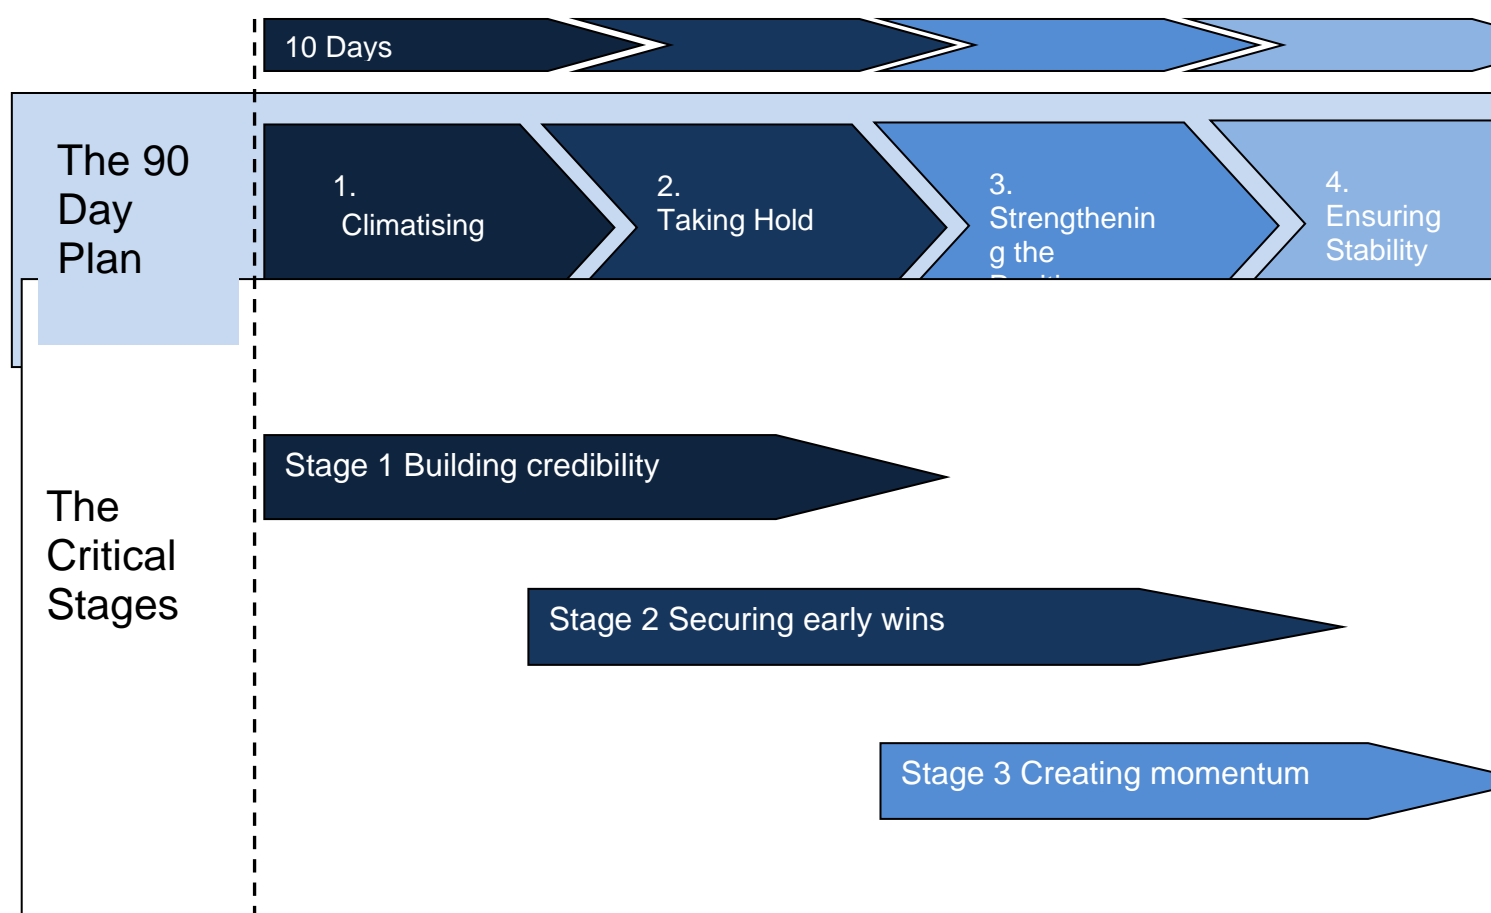 10 Days
The 90
Day
Plan
1.
Climatising
2.
Taking Hold
3.
Strengthenin
g the
4.
Ensuring
Stability
Stage 1 Building credibility
The
Critical
Stages
Stage 2 Securing early wins
Stage 3 Creating momentum